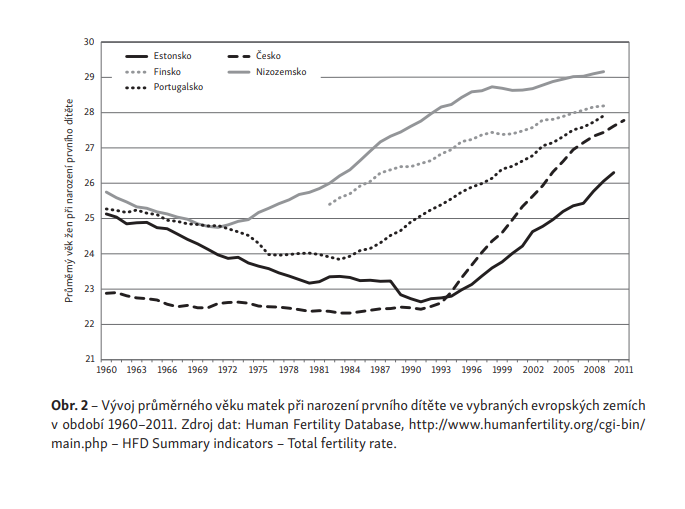 Průměrný věk žen při narození prvního dítěte
30
29
28
27
26
25
24
23
22
21
Estonsko
Česko
Finsko
Nizozemsko
Portugalsko
1960 1963 1966 1969 1972 1975 1978 1981 1984 1987 1990 1993 1996 1999 2002 2005 2008 2011
Obr. 2 – Vývoj průměrného věku matek při narození prvního dítěte ve vybraných evropských zemích
v období 1960–2011. Zdroj dat: Human Fertility Database, http://www.humanfertility.org/cgi-bin/
main.php – HFD Summary indicators – Total fertility rate.